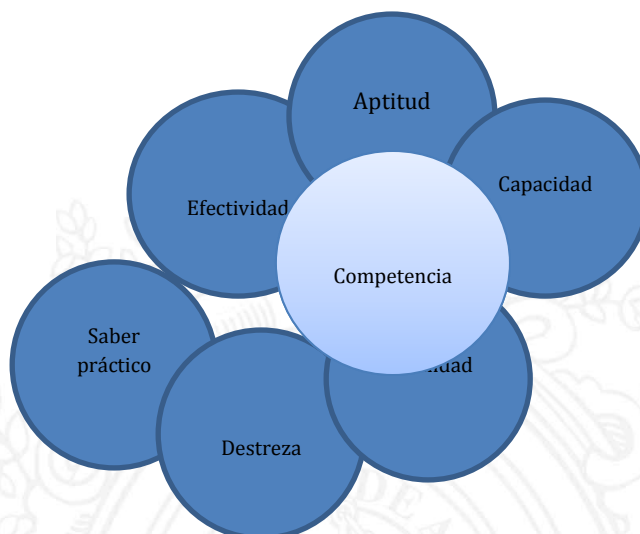 Aptitud
Capacidad
Efectividad
Competencia
Saber
práctico
Destreza